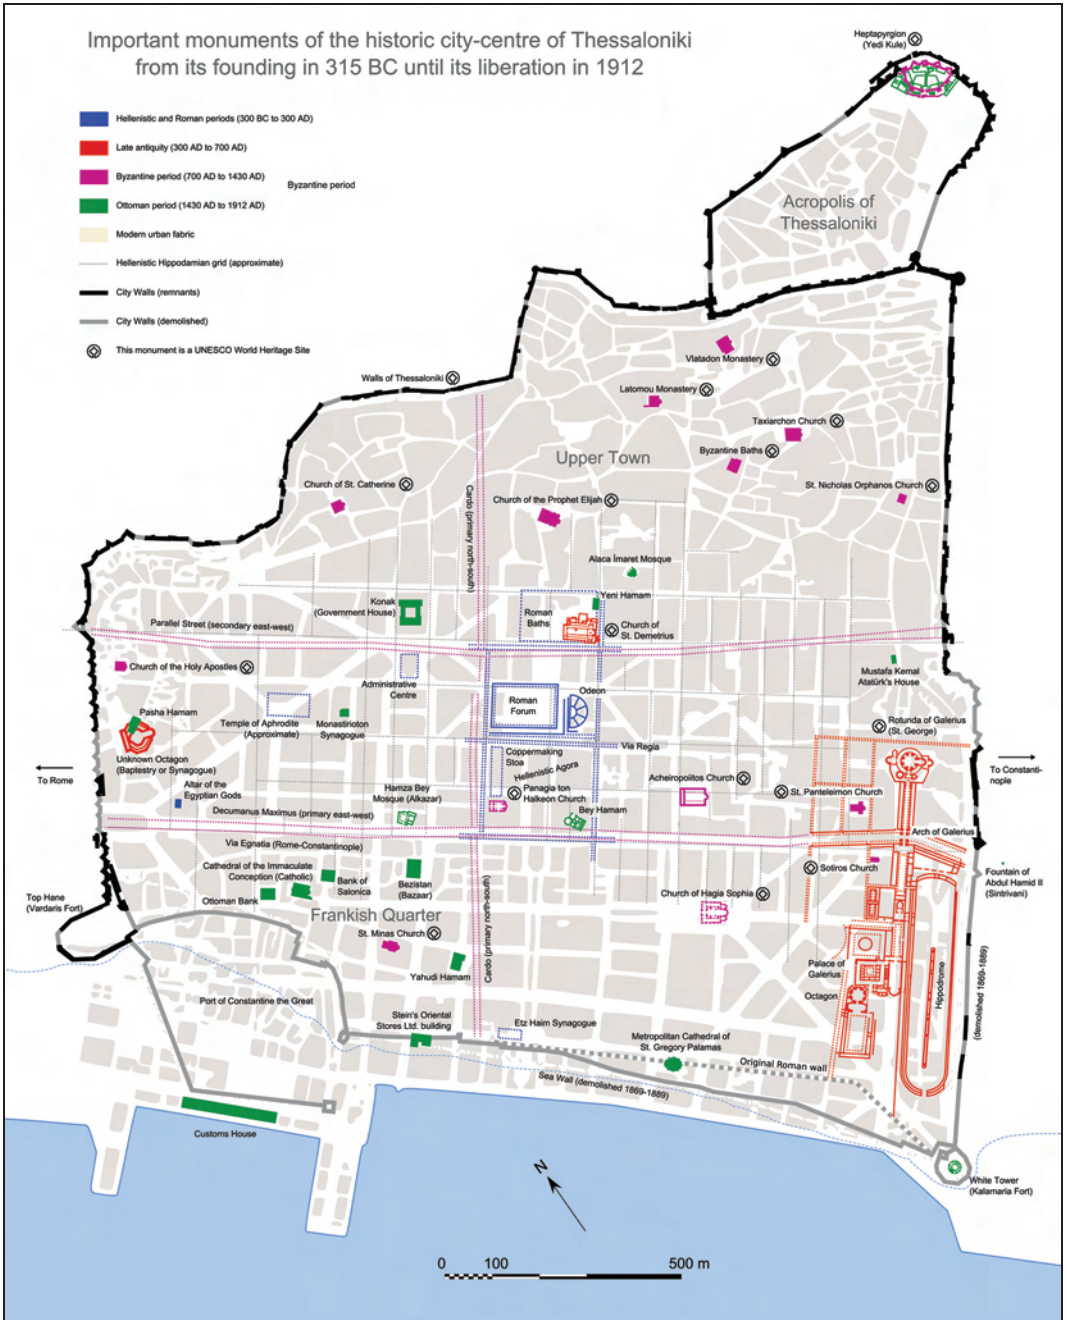 Important monuments of the historic city-centre of Thessaloniki
from its founding in 315 BC until its liberation in 1912
Heptapyrgion
(Yedi Kule)
Hellenistic and Roman periods (300 BC to 300 AD)
Late antiquity (300 AD to 700 AD)
Byzantine period (700 AD to 1430 AD)
Byzantine period
Ottoman period (1430 AD to 1912 AD)
Modern urban fabric
Hellenistic Hippodamian grid (approximate)
City Walls (remnants)
City Walls (demolished)
This monument is a UNESCO World Heritage Site
Acropolis of
Thessaloniki
Walls of Thessaloniki
Vlatadon Monastery
Latomou Monastery
Taxiarchon Church
Byzantine Baths
Upper Town
Church of St. Catherine
St. Nicholas Orphanos Church
Church of the Prophet Elijah
Cardo (primary north-south)
Alaca İmaret Mosque
Konak
(Government House)
Yeni Hamam
Roman
Baths
Church of
St. Demetrius
Parallel Street (secondary east-west)
Church of the Holy Apostles
Administrative
Centre
Mustafa Kemal
Atatürk's House
Odeon
Roman
Forum
Pasha Hamam
Temple of Aphrodite
(Approximate)
Monastirioton
Synagogue
Rotunda of Galerius
(St. George)
Via Regia
Unknown Octagon
(Baptestry or Synagogue)
Coppermaking
Stoa
Hellenistic Agora
To Rome
To Constanti-
nople
Acheiropoiitos Church
Altar of the
Egyptian Gods
Hamza Bey
Mosque (Alkazar)
Panagia ton
Halkeon Church
St. Panteleimon Church
Bey Hamam
Decumanus Maximus (primary east-west)
Arch of Galerius
Via Egnatia (Rome-Constantinople)
Cathedral of the Immaculate
Conception (Catholic)
Bank of
Salonica
Bezistan
(Bazaar)
Sotiros Church
Fountain of
Abdul Hamid II
(Sintrivani)
Ottoman Bank
Church of Hagia Sophia
Top Hane
(Vardaris Fort)
Frankish Quarter
St. Minas Church
Cardo (primary north-south)
Yahudi Hamam
Palace of
Galerius
Octagon
Hippodrome
(demolished 1869-1889)
Port of Constantine the Great
Stein's Oriental
Stores Ltd. building
Etz Haim Synagogue
Metropolitan Cathedral of
St. Gregory Palamas
Original Roman wall
Sea Wall (demolished 1869-1889)
Customs House
White Tower
(Kalamaria Fort)
N
0 100 500 m